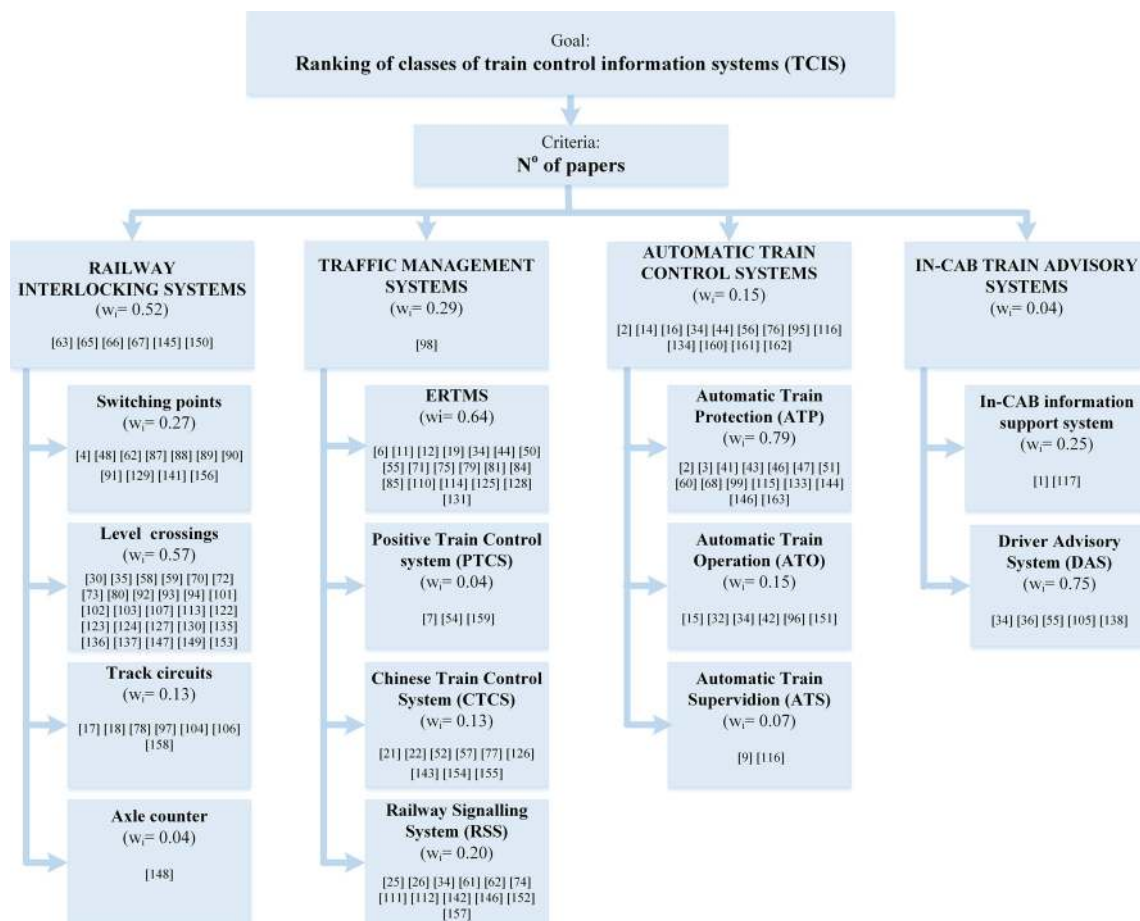 Goal:
Ranking of classes of train control information systems (TCIS)
Criteria:
N° of papers
RAILWAY
INTERLOCKING SYSTEMS
(wᵢ= 0.52)
[63] [65] [66] [67] [145] [150]
Switching points
(wᵢ= 0.27)
[4] [48] [62] [87] [88] [89] [90]
[91] [129] [141] [156]
Level crossings
(wᵢ= 0.57)
[30] [35] [58] [59] [70] [72]
[73] [80] [92] [93] [94] [101]
[102] [103] [107] [113] [122]
[123] [124] [127] [130] [135]
[136] [137] [147] [149] [153]
Track circuits
(wᵢ= 0.13)
[17] [18] [78] [97] [104] [106]
[158]
Axle counter
(wᵢ= 0.04)
[148]
TRAFFIC MANAGEMENT
SYSTEMS
(wᵢ= 0.29)
[98]
ERTMS
(wi= 0.64)
[6] [11] [12] [19] [34] [44] [50]
[55] [71] [75] [79] [81] [84]
[85] [110] [114] [125] [128]
[131]
Positive Train Control
system (PTCS)
(wᵢ= 0.04)
[7] [54] [159]
Chinese Train Control
System (CTCS)
(wᵢ= 0.13)
[21] [22] [52] [57] [77] [126]
[143] [154] [155]
Railway Signalling
System (RSS)
(wᵢ= 0.20)
[25] [26] [34] [61] [62] [74]
[111] [112] [142] [146] [152]
[157]
AUTOMATIC TRAIN
CONTROL SYSTEMS
(wᵢ= 0.15)
[2] [14] [16] [34] [44] [56] [76] [95] [116]
[134] [160] [161] [162]
Automatic Train
Protection (ATP)
(wᵢ= 0.79)
[2] [3] [41] [43] [46] [47] [51]
[60] [68] [99] [115] [133] [144]
[146] [163]
Automatic Train
Operation (ATO)
(wᵢ= 0.15)
[15] [32] [34] [42] [96] [151]
Automatic Train
Supervidion (ATS)
(wᵢ= 0.07)
[9] [116]
IN-CAB TRAIN ADVISORY
SYSTEMS
(wᵢ= 0.04)
In-CAB information
support system
(wᵢ= 0.25)
[1] [117]
Driver Advisory
System (DAS)
(wᵢ= 0.75)
[34] [36] [55] [105] [138]